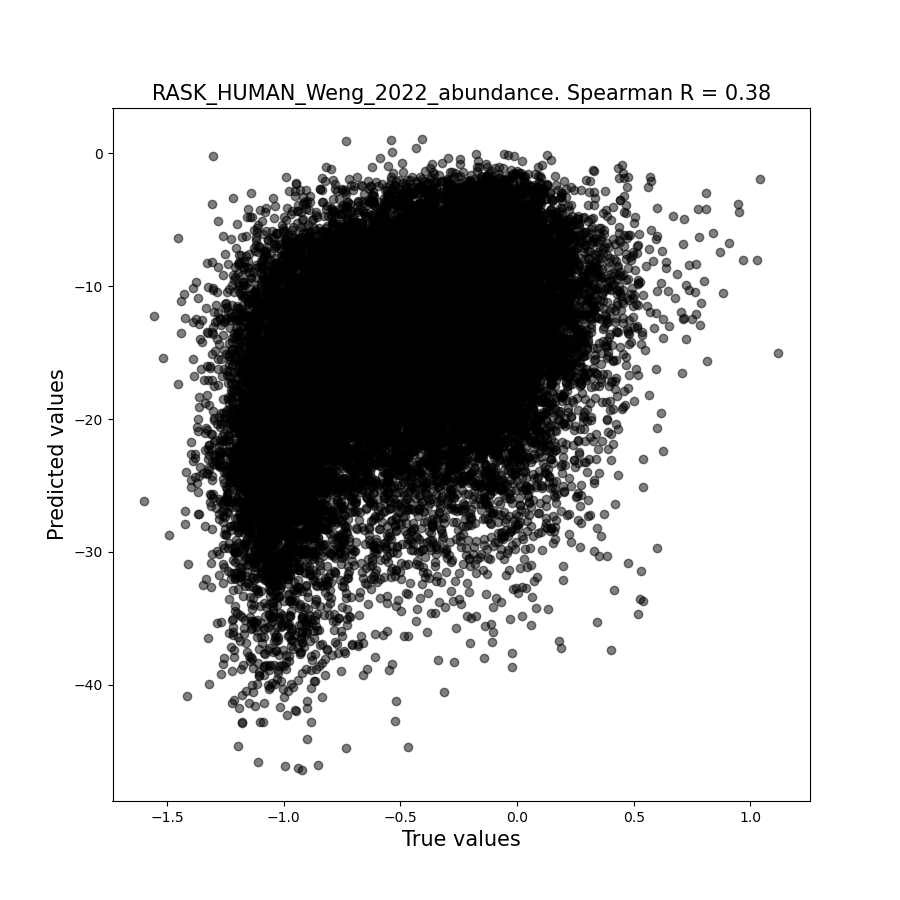 RASK_HUMAN_Weng_2022_abundance. Spearman R = 0.38
0
−10
−20
−30
−40
Predicted values
−1.5 −1.0 −0.5 0.0 0.5 1.0
True values